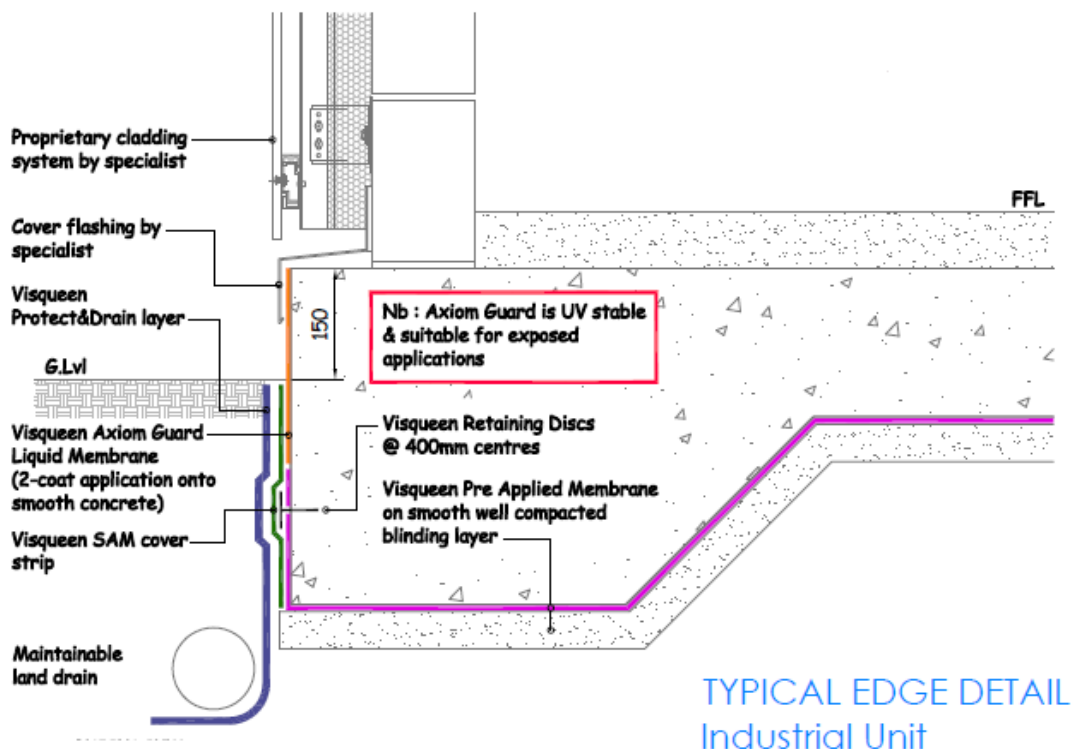 Proprietary cladding
system by specialist
Cover flashing by
specialist
Visqueen
Protect&Drain layer
G.Lvl
Visqueen Axiom Guard
Liquid Membrane
(2-coat application onto
smooth concrete)
Visqueen SAM cover
strip
Maintainable
land drain
150
FFL
Nb : Axiom Guard is UV stable
& suitable for exposed
applications
Visqueen Retaining Discs
@ 400mm centres
Visqueen Pre Applied Membrane
on smooth well compacted
blinding layer
TYPICAL EDGE DETAIL
Industrial Unit